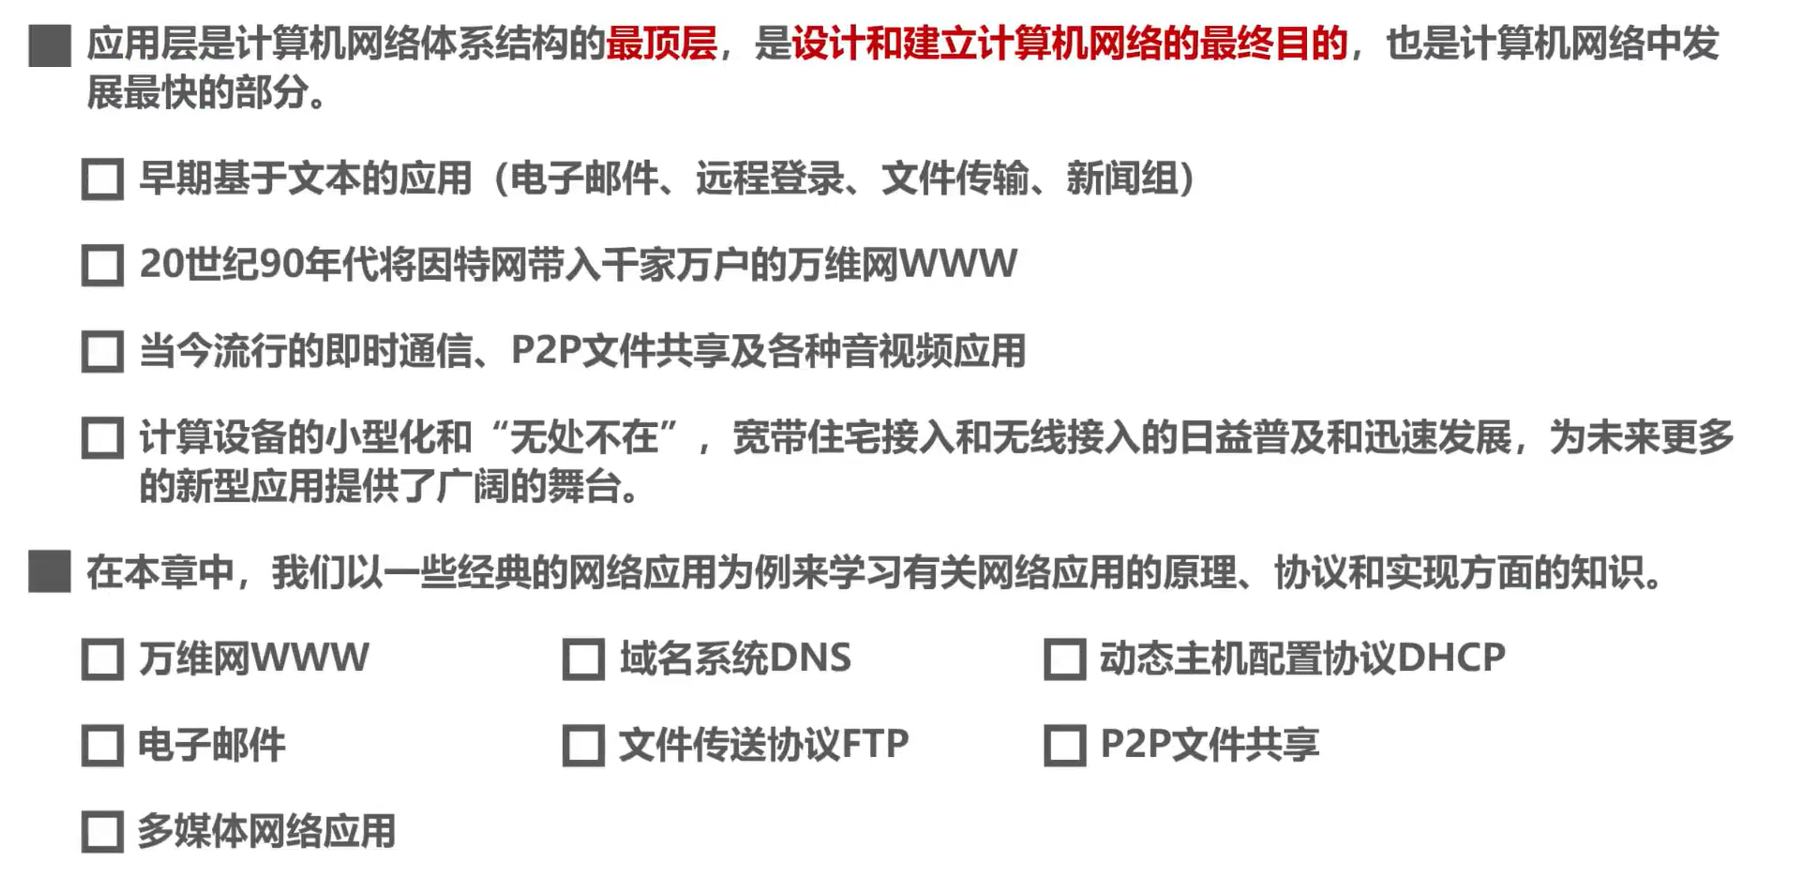 应用层是计算机网络体系结构的最顶层，是设计和建立计算机网络的最终目的，也是计算机网络中发
展最快的部分。
早期基于文本的应用（电子邮件、远程登录、文件传输、新闻组）
20世纪90年代将因特网带入千家万户的万维网WWW
当今流行的即时通信、P2P文件共享及各种音视频应用
计算设备的小型化和“无处不在”，宽带住宅接入和无线接入的日益普及和迅速发展，为未来更多
的新型应用提供了广阔的舞台。
在本章中，我们以一些经典的网络应用为例来学习有关网络应用的原理、协议和实现方面的知识。
万维网WWW 域名系统DNS 动态主机配置协议DHCP
电子邮件 文件传送协议FTP P2P文件共享
多媒体网络应用